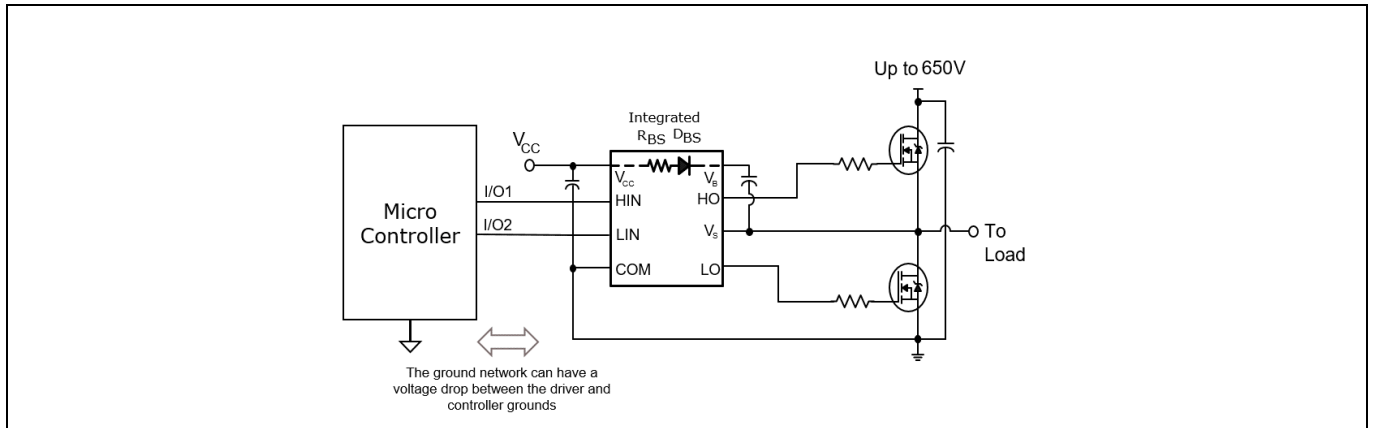 Up to 650V
Integrated
RBS DBS
VCC
Micro
Controller
I/O1
I/O2
VCC
HIN
LIN
COM
VB
HO
VS
LO
To
Load
The ground network can have a
voltage drop between the driver and
controller grounds